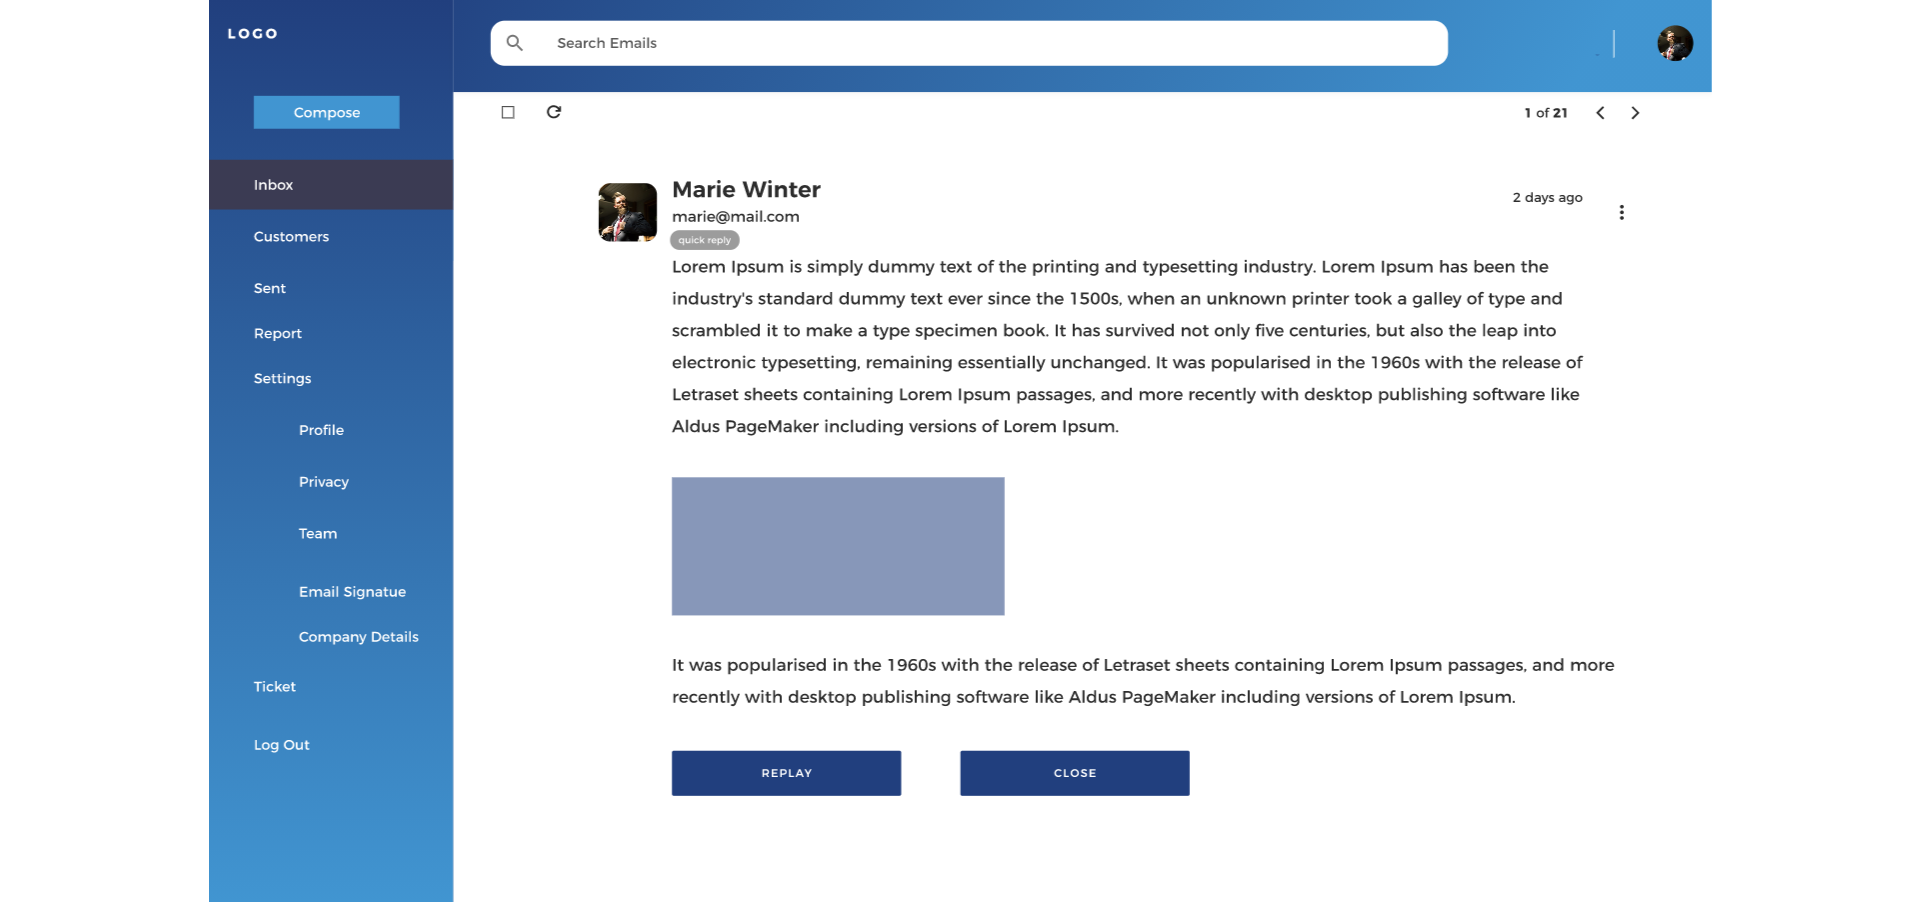 LOGO
Search Emails
Compose
1 of 21
Inbox
Customers
Sent
Report
Settings
Profile
Privacy
Team
Email Signatue
Company Details
Ticket
Log Out
Marie Winter
2 days ago
marie@mail.com
quick reply
Lorem Ipsum is simply dummy text of the printing and typesetting industry. Lorem Ipsum has been the
industry's standard dummy text ever since the 1500s, when an unknown printer took a galley of type and
scrambled it to make a type specimen book. It has survived not only five centuries, but also the leap into
electronic typesetting, remaining essentially unchanged. It was popularised in the 1960s with the release of
Letraset sheets containing Lorem Ipsum passages, and more recently with desktop publishing software like
Aldus PageMaker including versions of Lorem Ipsum.
It was popularised in the 1960s with the release of Letraset sheets containing Lorem Ipsum passages, and more
recently with desktop publishing software like Aldus PageMaker including versions of Lorem Ipsum.
REPLAY
CLOSE